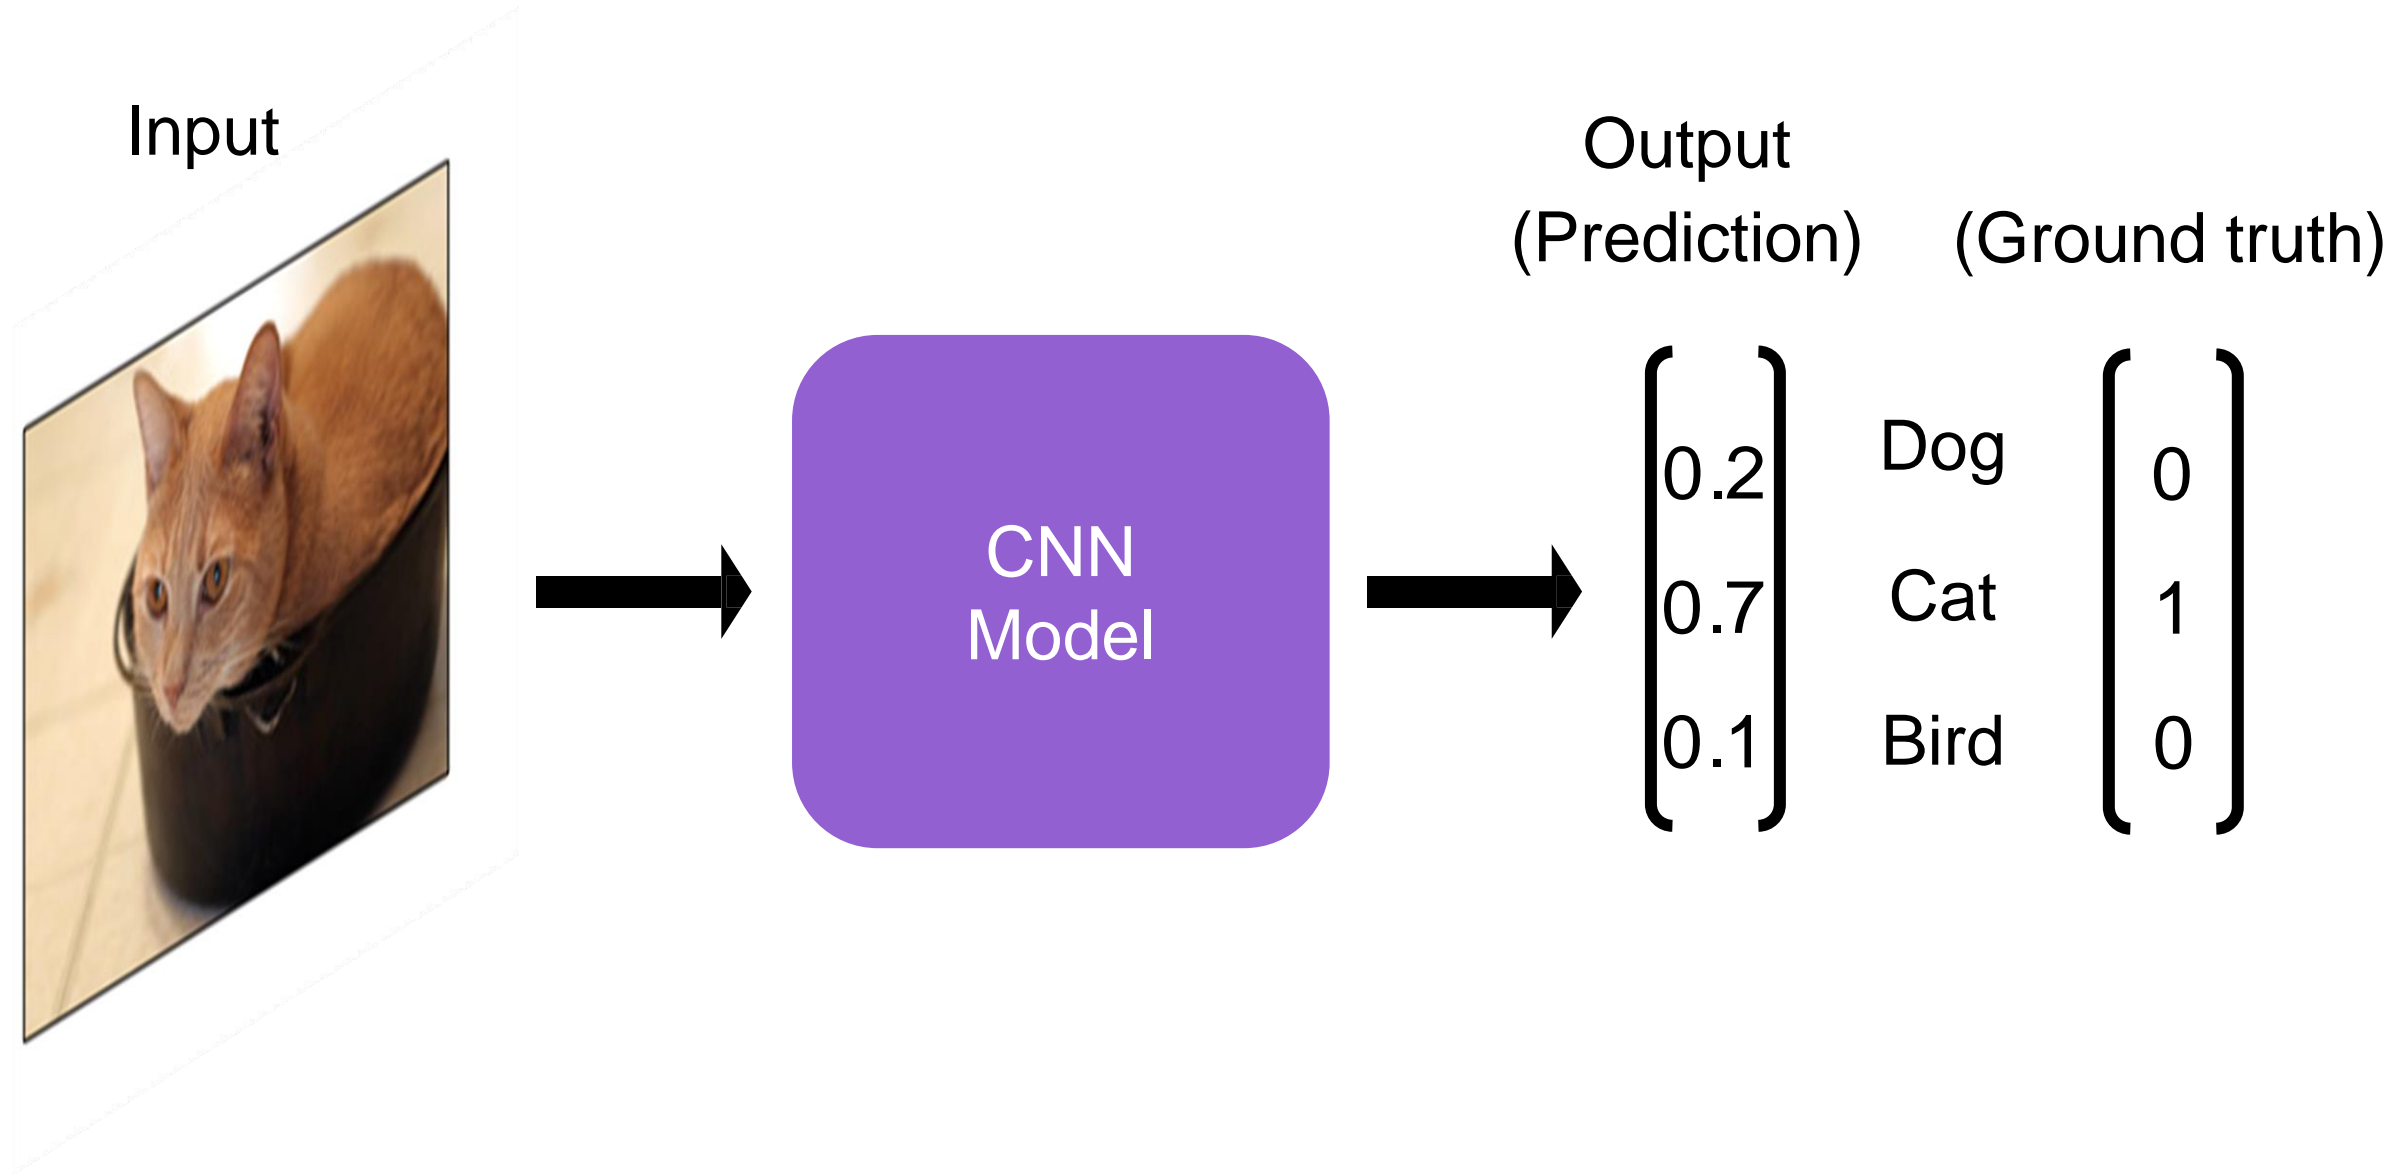 Input
Output
(Prediction)
(Ground truth)
CNN
Model
0.2 Dog 0
0.7 Cat 1
0.1 Bird 0